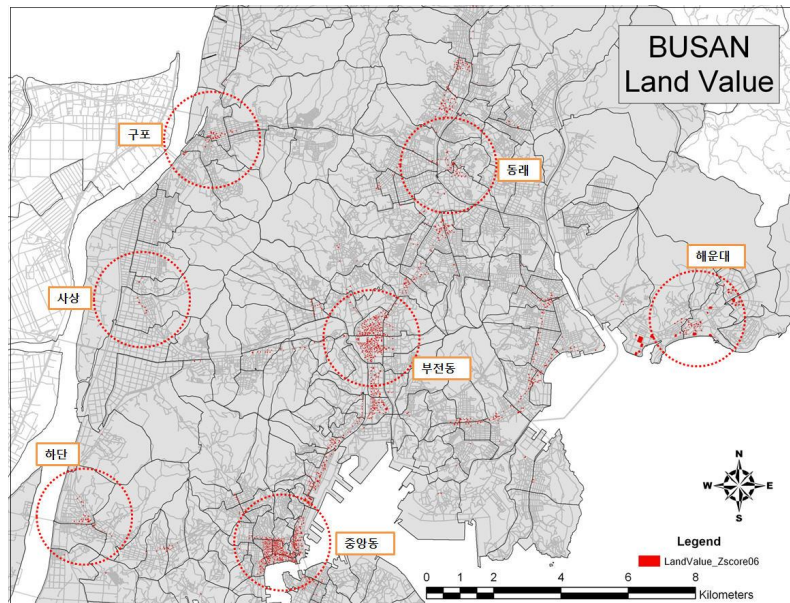 BUSAN
Land Value
구포
동래
해운대
사상
부전동
하단
중앙동
N
W
E
S
Legend
LandValue_Zscore06
0 1 2 4 6 8
Kilometers